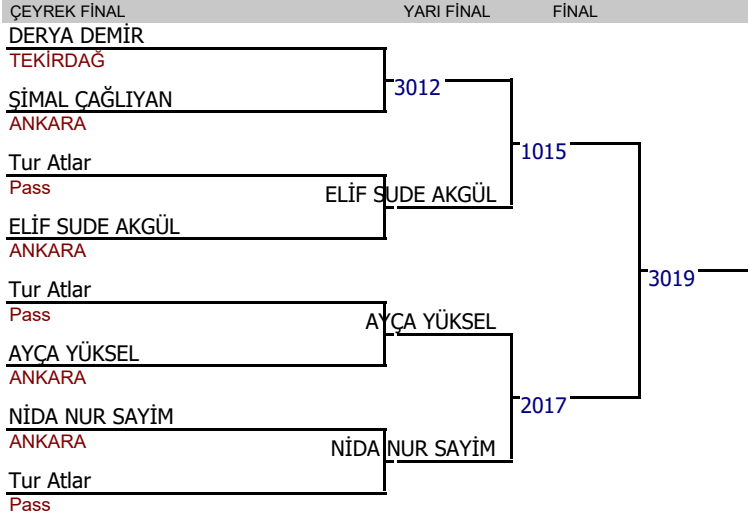 ÇEYREK FİNAL YARI FİNAL FİNAL
DERYA DEMİR
TEKİRDAĞ
3012
ŞİMAL ÇAĞLIYAN
ANKARA
1015
Tur Atlar
Pass
ELİF SUDE AKGÜL
ELİF SUDE AKGÜL
ANKARA
3019
Tur Atlar
Pass
AYÇA YÜKSEL
AYÇA YÜKSEL
ANKARA
2017
NİDA NUR SAYİM
ANKARA
NİDA NUR SAYİM
Tur Atlar
Pass